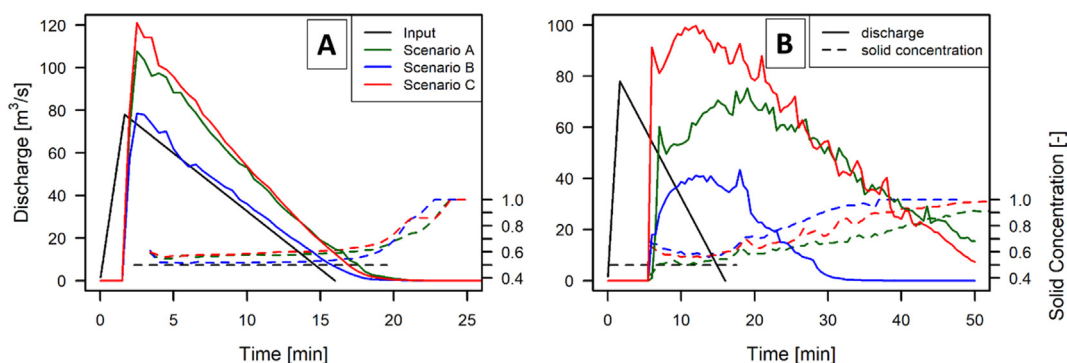 A
Input
Scenario A
Scenario B
Scenario C
Discharge [m³/s]
120
100
80
60
40
20
0
1.0
0.8
0.6
0.4
0
5
10
15
20
25
Time [min]
B
discharge
solid concentration
100
80
60
40
20
0
1.0
0.8
0.6
0.4
Solid Concentration [-]
0
10
20
30
40
50
Time [min]